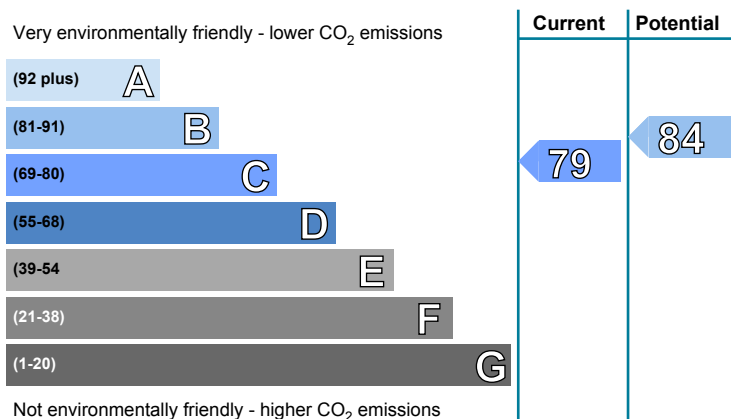 Current Potential
Very environmentally friendly - lower CO2 emissions
(92 plus) A
(81-91) B
(69-80) C
79
84
(55-68) D
(39-54 E
(21-38) F
(1-20) G
Not environmentally friendly - higher CO2 emissions